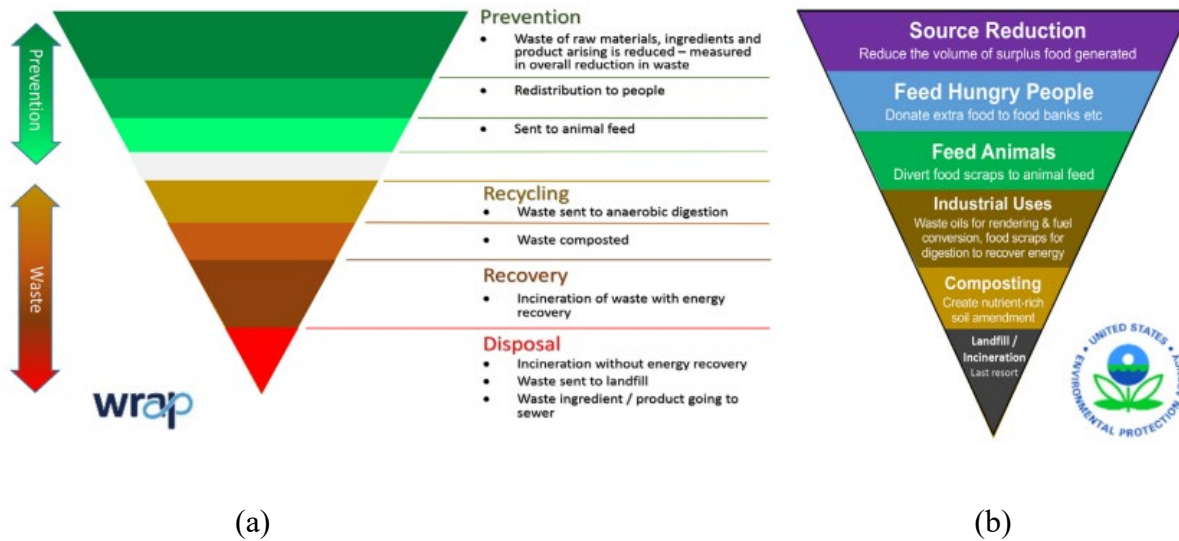 Prevention
Waste
Prevention
• Waste of raw materials, ingredients and
product arising is reduced – measured
in overall reduction in waste
• Redistribution to people
• Sent to animal feed
Recycling
• Waste sent to anaerobic digestion
• Waste composted
Recovery
• Incineration of waste with energy
recovery
Disposal
• Incineration without energy recovery
• Waste sent to landfill
• Waste ingredient / product going to
sewer
wrap
(a)
Source Reduction
Reduce the volume of surplus food generated
Feed Hungry People
Donate extra food to food banks etc
Feed Animals
Divert food scraps to animal feed
Industrial Uses
Waste oils for rendering & fuel
conversion, food scraps for
digestion to recover energy
Composting
Create nutrient-rich
soil amendment
Landfill /
Incineration
Last resort
UNITED STATES
ENVIRONMENTAL PROTECTION AGENCY
(b)